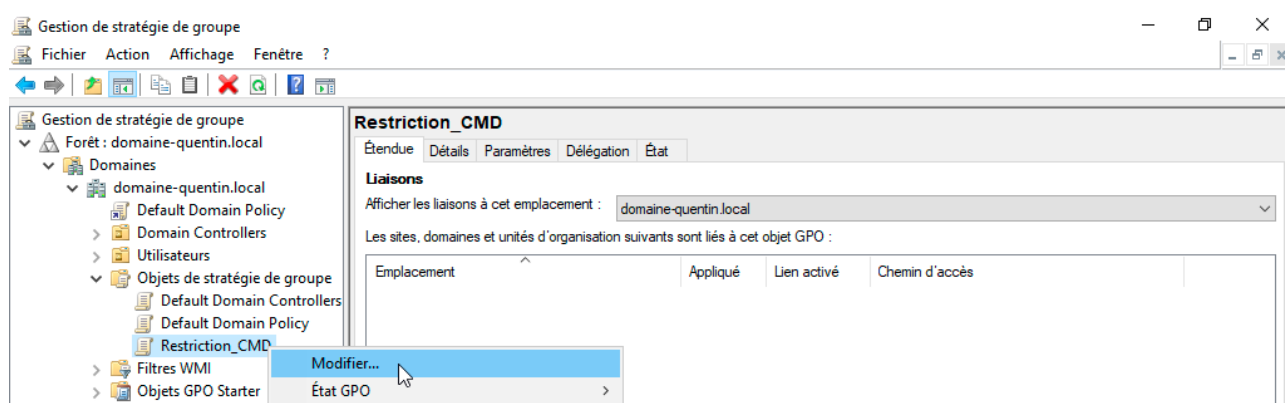 Gestion de stratégie de groupe
Fichier Action Affichage Fenêtre ?
Gestion de stratégie de groupe
Forêt : domaine-quentin.local
Domaines
domaine-quentin.local
Default Domain Policy
Domain Controllers
Utilisateurs
Objets de stratégie de groupe
Default Domain Controllers
Default Domain Policy
Restriction_CMD
Filtres WMI
Objets GPO Starter
Modifier...
État GPO
Restriction_CMD
Étendue Détails Paramètres Délégation État
Liaisons
Afficher les liaisons à cet emplacement : domaine-quentin.local
Les sites, domaines et unités d'organisation suivants sont liés à cet objet GPO :
Emplacement Appliqué Lien activé Chemin d'accès